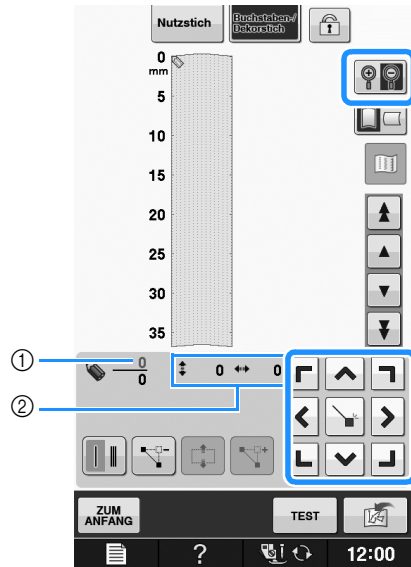 Nutzstich
Buchstaben-/
Dekorstich
0
mm
5
10
15
20
25
30
35
① 0
0
0 0
②
ZUM
ANFANG
TEST
? 12:00